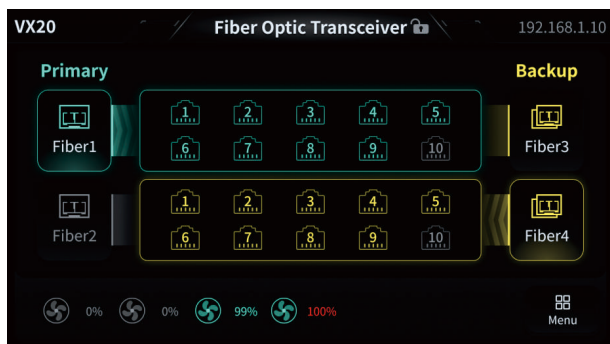 VX20
Fiber Optic Transceiver
192.168.1.10
Primary
Backup
Fiber1
1 2 3 4 5
6 7 8 9 10
Fiber3
Fiber2
1 2 3 4 5
6 7 8 9 10
Fiber4
0% 0% 99% 100%
Menu